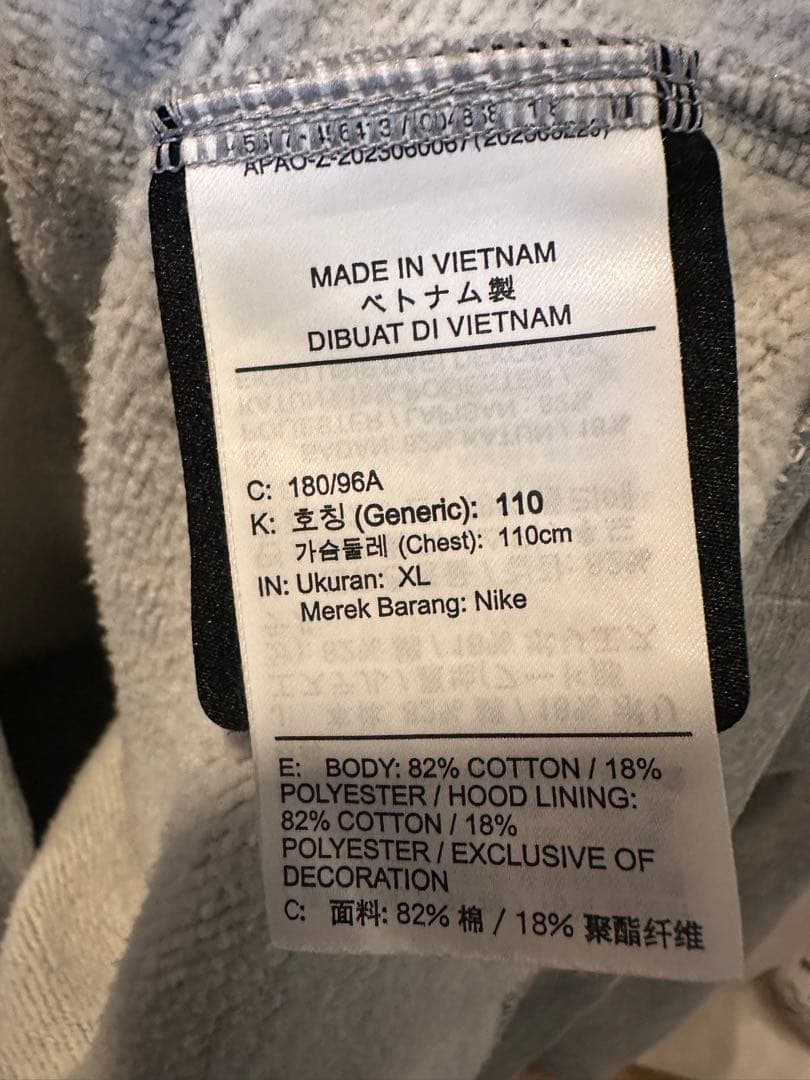 MADE IN VIETNAM
ベトナム製
DIBUAT DI VIETNAM
C: 180/96A
K: 호칭 (Generic): 110
가슴둘레 (Chest): 110cm
IN: Ukuran: XL
Merek Barang: Nike
E: BODY: 82% COTTON / 18%
POLYESTER / HOOD LINING:
82% COTTON / 18%
POLYESTER / EXCLUSIVE OF
DECORATION
C: 面料: 82% 棉 / 18% 聚酯纤维